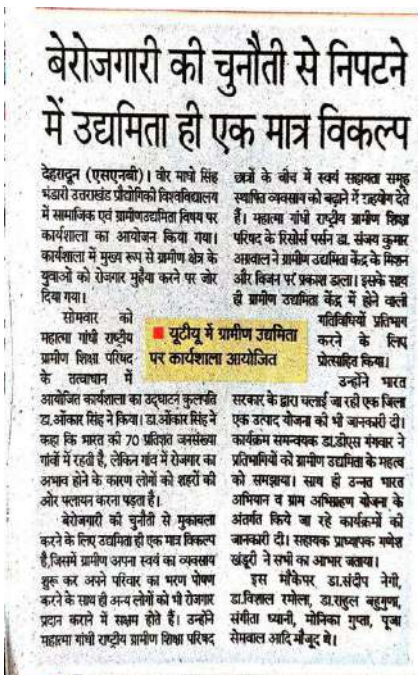 बेरोजगारी की चुनौती से निपटने
में उद्यमिता ही एक मात्र विकल्प
देहरादून (एसएनबी)। वीर माधो सिंह
भंडारी उत्तराखंड प्रौद्योगिकी विश्वविद्यालय
में सामाजिक एवं ग्रामीणउद्यमिता विषय पर
कार्यशाला का आयोजन किया गया।
कार्यशाला में मुख्य रूप से ग्रामीण क्षेत्र के
युवाओं को रोजगार मुहैया करने पर जोर
दिया गया।
सोमवार को
महात्मा गांधी राष्ट्रीय
ग्रामीण शिक्षा परिषद
के तत्वाधान में
आयोजित कार्यशाला का उद्घाटन कुलपति
डा.ओंकार सिंह ने किया। डा.ओंकार सिंह ने
कहा कि भारत की 70 प्रतिशत जनसंख्या
गांवों में रहती है, लेकिन गांव में रोजगार का
अभाव होने के कारण लोगों को शहरों की
ओर पलायन करना पड़ता है।
बेरोजगारी की चुनौती से मुकाबला
करने के लिए उद्यमिता ही एक मात्र विकल्प
है,जिसमें ग्रामीण अपना स्वयं का व्यवसाय
शुरू कर अपने परिवार का भरण पोषण
करने के साथ ही अन्य लोगों को भी रोजगार
प्रदान कराने में सक्षम होते हैं। उन्होंने
महात्मा गांधी राष्ट्रीय ग्रामीण शिक्षा परिषद
यूटीयू में ग्रामीण उद्यमिता
पर कार्यशाला आयोजित
छात्रों के बीच में स्वयं सहायता समूह
स्थापित व्यवसाय को बढ़ाने में सहयोग देते
हैं। महात्मा गांधी राष्ट्रीय ग्रामीण शिक्षा
परिषद के रिसोर्स पर्सन डा. संजय कुमार
अग्रवाल ने ग्रामीण उद्यमिता केंद्र के मिशन
और विजन पर प्रकाश डाला। इसके साथ
ही ग्रामीण उद्यमिता केंद्र में होने वाली
गतिविधियों प्रतिभाग
करने के लिए
प्रोत्साहित किया।
उन्होंने भारत
सरकार के द्वारा चलाई जा रही एक जिला
एक उत्पाद योजना की भी जानकारी दी।
कार्यक्रम समन्वयक डा.डीएस गंगवार ने
प्रतिभागियों को ग्रामीण उद्यमिता के महत्व
को समझाया। साथ ही उन्नत भारत
अभियान व ग्राम अभिग्रहण योजना के
अंतर्गत किये जा रहे कार्यक्रमों की
जानकारी दी। सहायक प्राध्यापक गणेश
खंडूरी ने सभी का आभार जताया।
इस मौकेपर डा.संदीप नेगी,
डा.विशाल रमोला, डा.राहुल बहुगुणा,
संगीता ध्यानी, मोनिका गुप्ता, पूजा
सेमवाल आदि मौजूद थे।